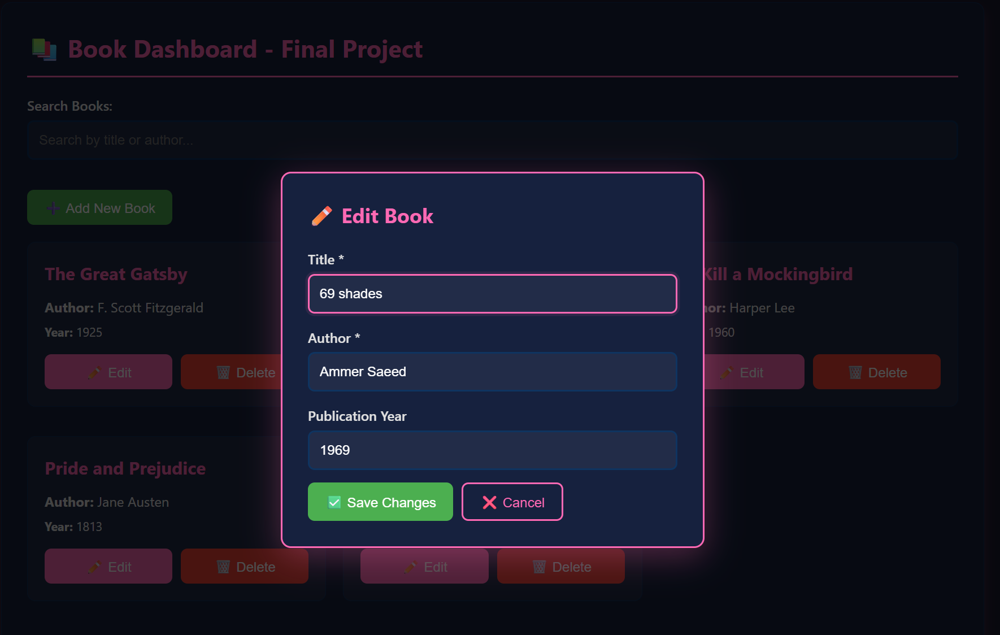 Book Dashboard - Final Project
Search Books:
Search by title or author...
Add New Book
The Great Gatsby
Author: F. Scott Fitzgerald
Year: 1925
Edit
Delete
Kill a Mockingbird
Harper Lee
1960
Edit
Delete
Edit Book
Title *
69 shades
Author *
Ammer Saeed
Publication Year
1969
Save Changes
Cancel
Pride and Prejudice
Author: Jane Austen
Year: 1813
Edit
Delete
Edit
Delete